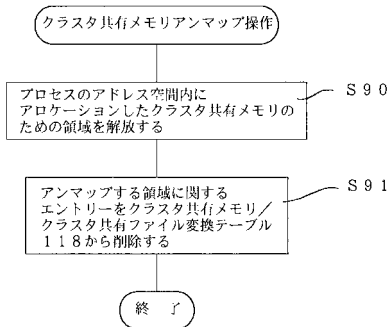 クラスタ共有メモリアンマップ操作
S90
プロセスのアドレス空間内に
アロケーションしたクラスタ共有メモリの
ための領域を解放する
S91
アンマップする領域に関する
エントリーをクラスタ共有メモリ／
クラスタ共有ファイル変換テーブル
118から削除する
終 了